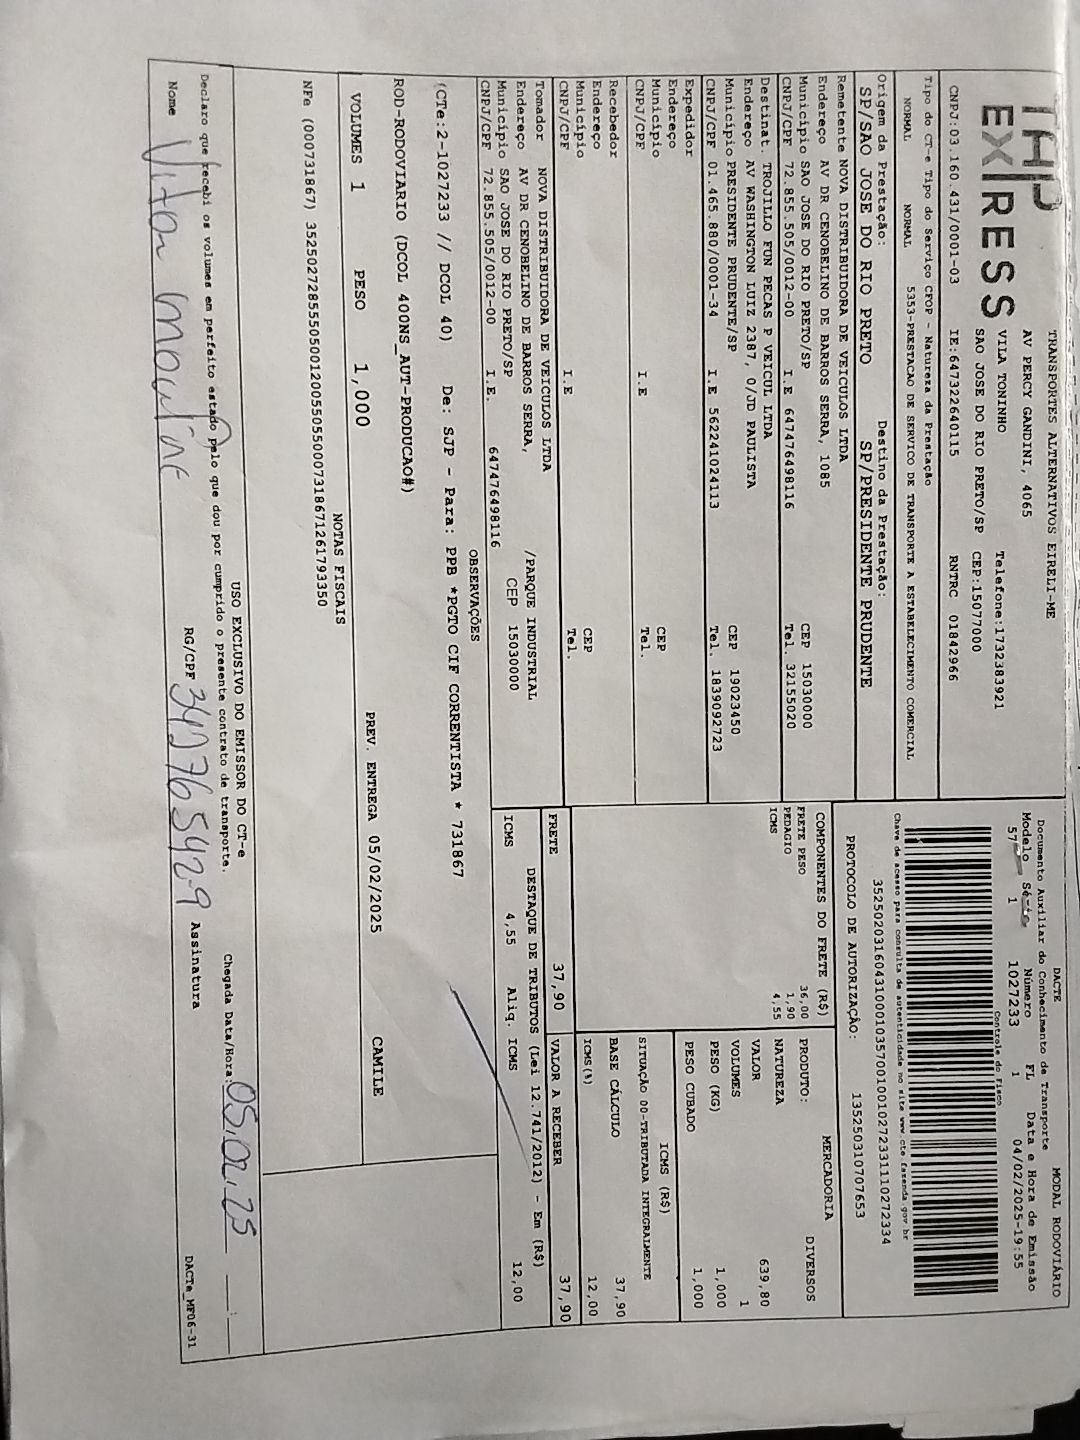 THP
EXPRESS
TRANSPORTES ALTERNATIVOS EIRELI-ME
AV PERCY GANDINI, 4065
VILA TONINHO Telefone:1732383921
SAO JOSE DO RIO PRETO/SP CEP:15077000
CNPJ:03.160.431/0001-03 IE:647322640115 RNTRC 01842966
Tipo do CT-e Tipo do Serviço CFOP - Natureza da Prestação
NORMAL NORMAL 5353-PRESTACAO DE SERVICO DE TRANSPORTE A ESTABELECIMENTO COMERCIAL
Origem da Prestação: Destino da Prestação:
SP/SAO JOSE DO RIO PRETO SP/PRESIDENTE PRUDENTE
Remetente NOVA DISTRIBUIDORA DE VEICULOS LTDA
Endereço AV DR CENOBELINO DE BARROS SERRA, 1085
Município SAO JOSE DO RIO PRETO/SP CEP 15030000
CNPJ/CPF 72.855.505/0012-00 I.E 647476498116 Tel. 32155020
Destinat. TROJILLO FUN PECAS P VEICUL LTDA
Endereço AV WASHINGTON LUIZ 2387, 0/JD PAULISTA
Município PRESIDENTE PRUDENTE/SP CEP 19023450
CNPJ/CPF 01.465.880/0001-34 I.E 562241024113 Tel. 1839092723
Expedidor
Endereço
Município CEP
CNPJ/CPF I.E Tel.
Recebedor
Endereço
Município CEP
CNPJ/CPF I.E Tel.
Tomador NOVA DISTRIBUIDORA DE VEICULOS LTDA
Endereço AV DR CENOBELINO DE BARROS SERRA, /PARQUE INDUSTRIAL
Município SAO JOSE DO RIO PRETO/SP CEP 15030000
CNPJ/CPF 72.855.505/0012-00 I.E. 647476498116
DACTE MODAL RODOVIÁRIO
Documento Auxiliar do Conhecimento de Transporte
Modelo Série Número FL Data e Hora de Emissão
57 1 1027233 1 04/02/2025-19:55
Controle do Fisco
Chave de acesso para consulta de autenticidade no site www.cte.fazenda.gov.br
35250203160431000103570010010272331110272334
PROTOCOLO DE AUTORIZAÇÃO: 135250310707653
COMPONENTES DO FRETE (R$)
FRETE PESO 36,00
PEDAGIO 1,90
ICMS 4,55
MERCADORIA
PRODUTO: DIVERSOS
NATUREZA
VALOR 639,80
VOLUMES 1
PESO (KG) 1,000
PESO CUBADO 1,000
ICMS (R$)
SITUAÇÃO 00-TRIBUTADA INTEGRALMENTE
BASE CÁLCULO 37,90
ICMS(%) 12,00
FRETE 37,90 VALOR A RECEBER 37,90
DESTAQUE DE TRIBUTOS (Lei 12.741/2012) - Em (R$)
ICMS 4,55 Aliq. ICMS 12,00
OBSERVAÇÕES
(CTe:2-1027233 // DCOL 40) De: SJP - Para: PPB *PGTO CIF CORRENTISTA * 731867
ROD-RODOVIARIO (DCOL 400NS_AUT-PRODUCAO#)
VOLUMES 1 PESO 1,000 PREV. ENTREGA 05/02/2025 CAMILE
NOTAS FISCAIS
NFe (000731867) 35250272855505001200550550007318671261793350
USO EXCLUSIVO DO EMISSOR DO CT-e
Declaro que recebi os volumes em perfeito estado pelo que dou por cumprido o presente contrato de transporte. Chegada Data/Hora: 05.02.25 __:__
Nome Vitor RG/CPF 342765429 Assinatura
DACTe_MF06-31